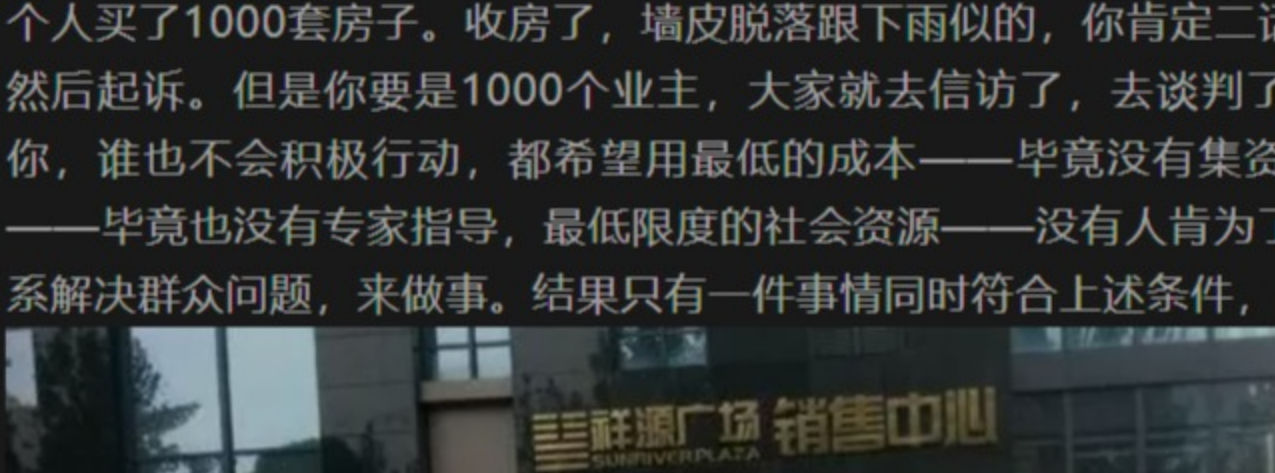 个人买了1000套房子。收房了，墙皮脱落跟下雨似的，你肯定二
然后起诉。但是你要是1000个业主，大家就去信访了，去谈判了
你，谁也不会积极行动，都希望用最低的成本——毕竟没有集资
——毕竟也没有专家指导，最低限度的社会资源——没有人肯为
系解决群众问题，来做事。结果只有一件事情同时符合上述条件，
祥源广场 销售中心
SUNRIVER PLAZA